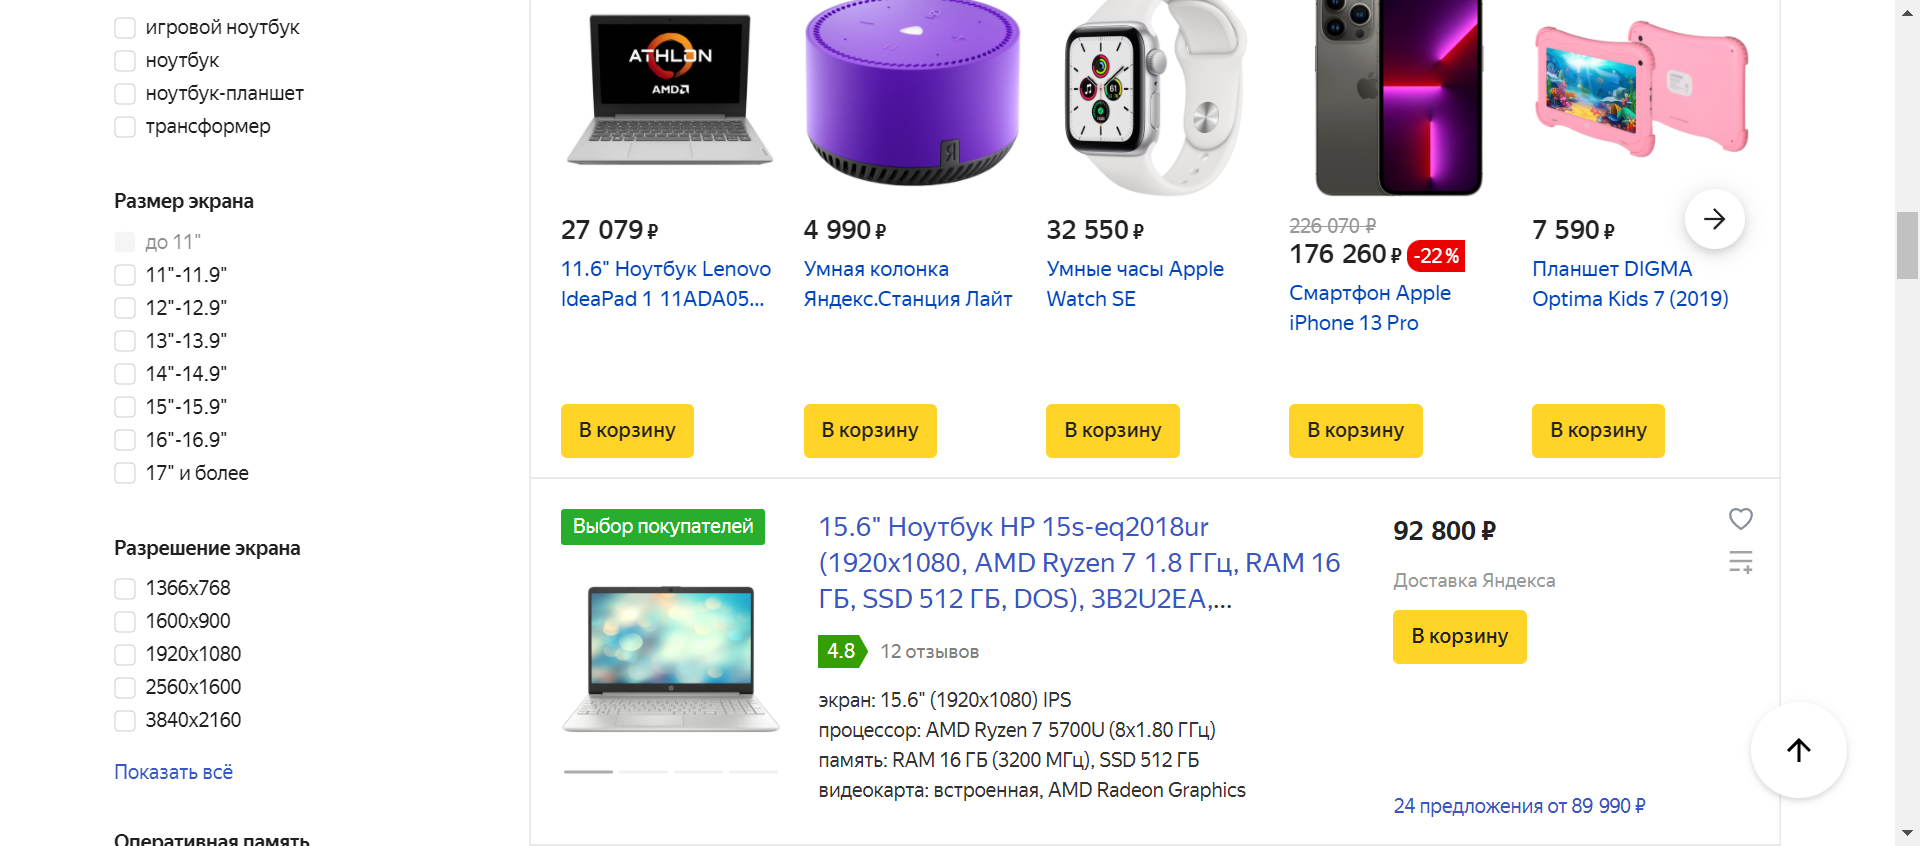 игровой ноутбук
ноутбук
ноутбук-планшет
трансформер
Размер экрана
до 11"
11"-11.9"
12"-12.9"
13"-13.9"
14"-14.9"
15"-15.9"
16"-16.9"
17" и более
Разрешение экрана
1366x768
1600x900
1920x1080
2560x1600
3840x2160
Показать всё
Оперативная память
ATHLON
AMD
27 079 ₽
11.6" Ноутбук Lenovo
IdeaPad 1 11ADA05...
В корзину
Я
4 990 ₽
Умная колонка
Яндекс.Станция Лайт
В корзину
61
32 550 ₽
Умные часы Apple
Watch SE
В корзину
226 070 ₽
176 260 ₽ -22%
Смартфон Apple
iPhone 13 Pro
В корзину
7 590 ₽
Планшет DIGMA
Optima Kids 7 (2019)
В корзину
Выбор покупателей
15.6" Ноутбук HP 15s-eq2018ur
(1920x1080, AMD Ryzen 7 1.8 ГГц, RAM 16
ГБ, SSD 512 ГБ, DOS), 3B2U2EA,...
4.8 12 отзывов
экран: 15.6" (1920x1080) IPS
процессор: AMD Ryzen 7 5700U (8x1.80 ГГц)
память: RAM 16 ГБ (3200 МГц), SSD 512 ГБ
видеокарта: встроенная, AMD Radeon Graphics
92 800 ₽
Доставка Яндекса
В корзину
24 предложения от 89 990 ₽